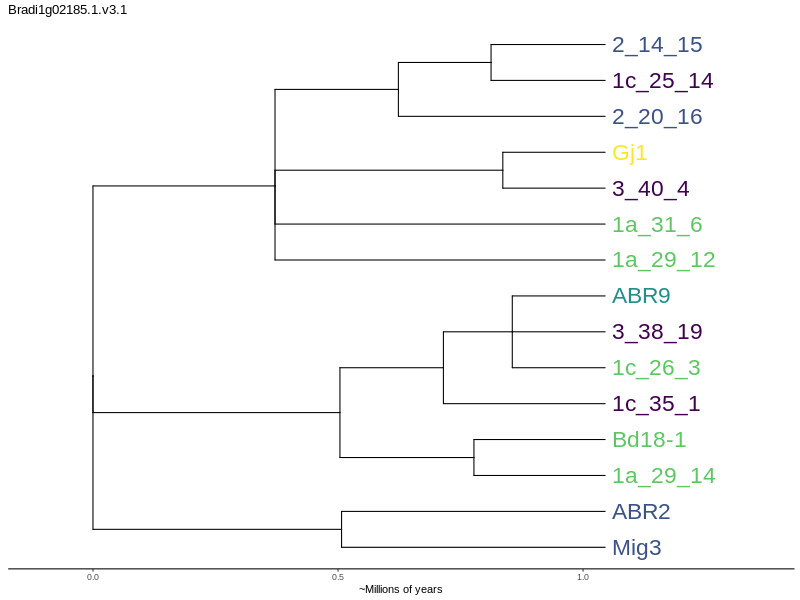 Bradi1g02185.1.v3.1
2_14_15
1c_25_14
2_20_16
Gj1
3_40_4
1a_31_6
1a_29_12
ABR9
3_38_19
1c_26_3
1c_35_1
Bd18-1
1a_29_14
ABR2
Mig3
0.0 0.5 1.0
~Millions of years